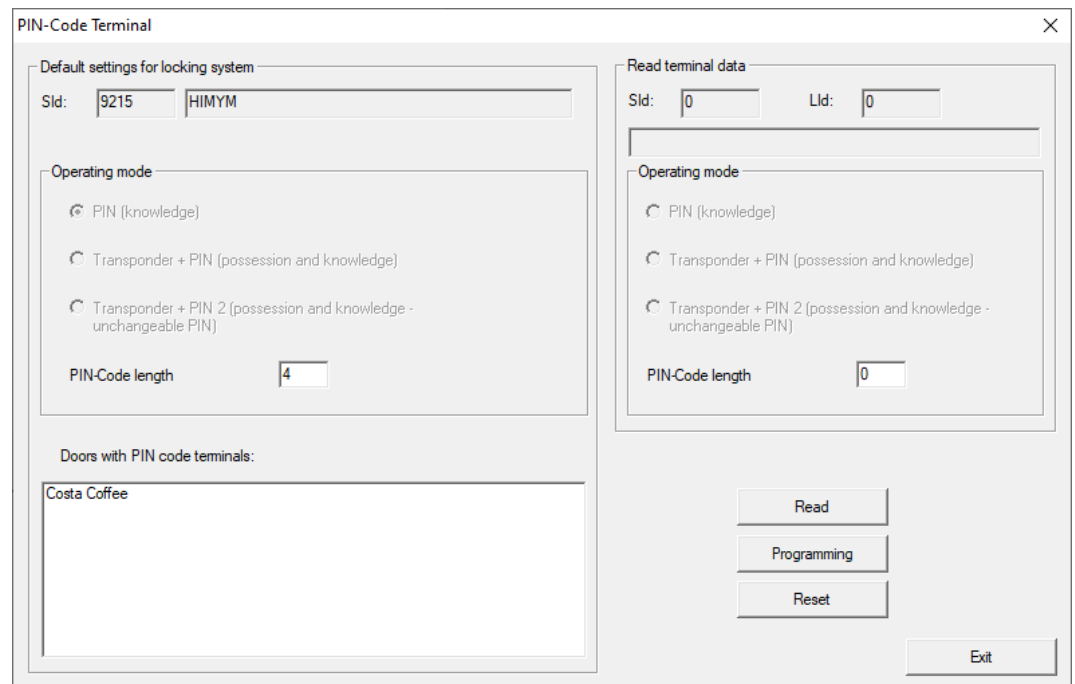 PIN-Code Terminal
Default settings for locking system
SId: 9215 HIMYM
Operating mode
PIN (knowledge)
Transponder + PIN (possession and knowledge)
Transponder + PIN 2 (possession and knowledge -
unchangeable PIN)
PIN-Code length 4
Doors with PIN code terminals:
Costa Coffee
Read terminal data
SId: 0 LId: 0
Operating mode
PIN (knowledge)
Transponder + PIN (possession and knowledge)
Transponder + PIN 2 (possession and knowledge -
unchangeable PIN)
PIN-Code length 0
Read
Programming
Reset
Exit